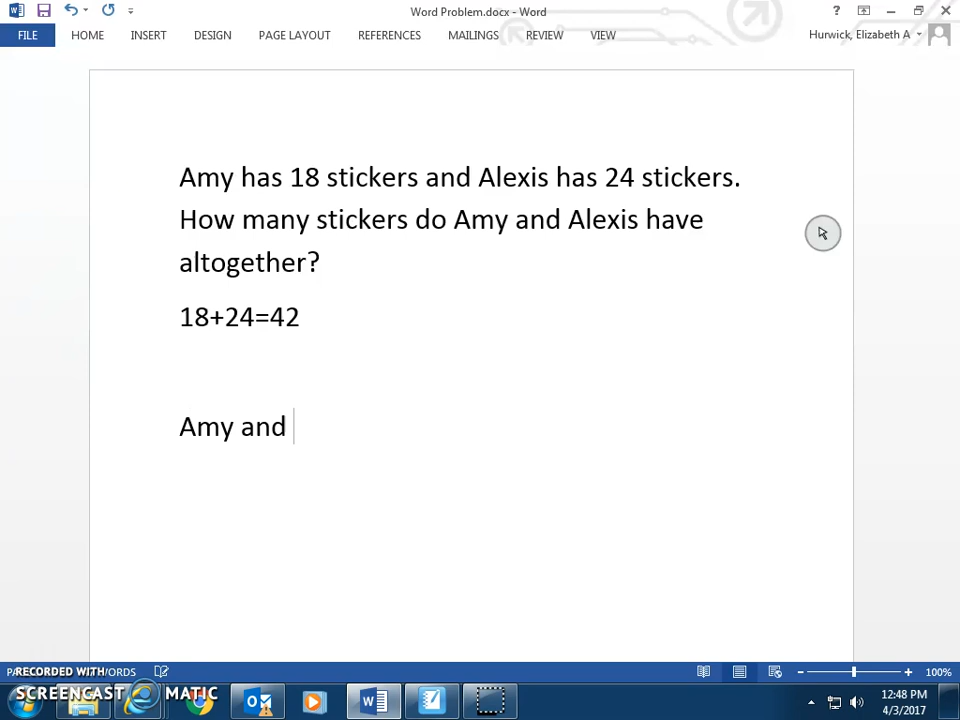 Word Problem.docx - Word
?
FILE HOME INSERT DESIGN PAGE LAYOUT REFERENCES MAILINGS REVIEW VIEW Hurwick, Elizabeth A
Amy has 18 stickers and Alexis has 24 stickers.
How many stickers do Amy and Alexis have
altogether?
18+24=42
Amy and
RECORDED WITH WORDS 100%
SCREENCAST MATIC 12:48 PM
4/3/2017